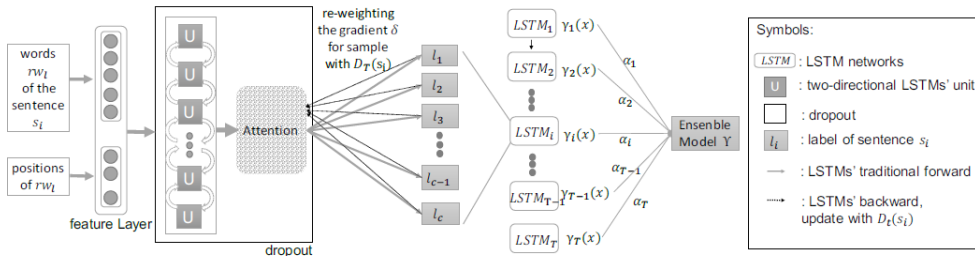 words
rw_l
of the
sentence
s_i
positions
of rw_l
feature Layer
U
U
U
U
U
dropout
Attention
re-weighting
the gradient δ
for sample
with D_T(s_i)
l_1
l_2
l_3
l_{c−1}
l_c
LSTM_1 γ_1(x)
LSTM_2 γ_2(x)
LSTM_i γ_i(x)
LSTM_{T-1} γ_{T−1}(x)
LSTM_T γ_T(x)
α_1
α_2
α_i
α_{T−1}
α_T
Ensenble
Model Υ
Symbols:
LSTM : LSTM networks
U : two-directional LSTMs' unit
: dropout
l_i : label of sentence s_i
: LSTMs' traditional forward
: LSTMs' backward,
update with D_t(s_i)